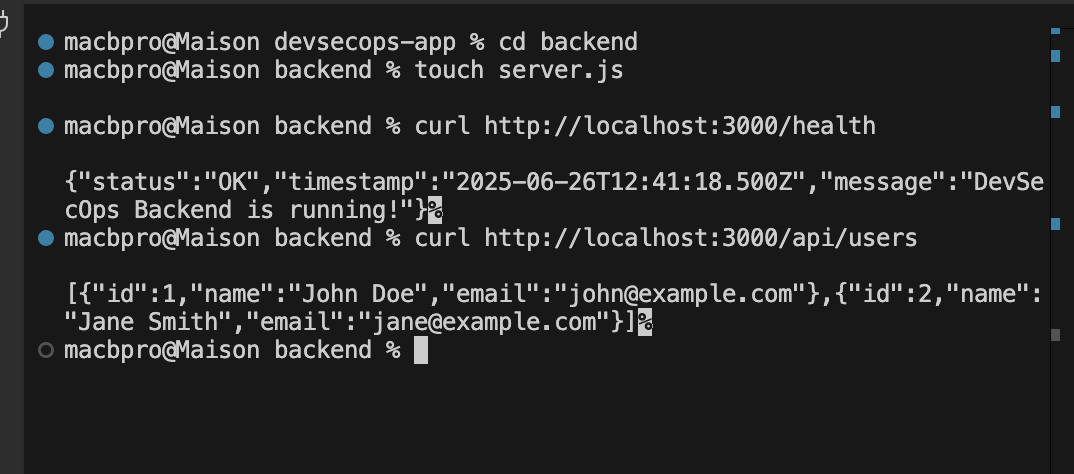 macbpro@Maison devsecops-app % cd backend
macbpro@Maison backend % touch server.js
macbpro@Maison backend % curl http://localhost:3000/health
{"status":"OK","timestamp":"2025-06-26T12:41:18.500Z","message":"DevSe
cOps Backend is running!"}%
macbpro@Maison backend % curl http://localhost:3000/api/users
[{"id":1,"name":"John Doe","email":"john@example.com"},{"id":2,"name":
"Jane Smith","email":"jane@example.com"}]%
macbpro@Maison backend %